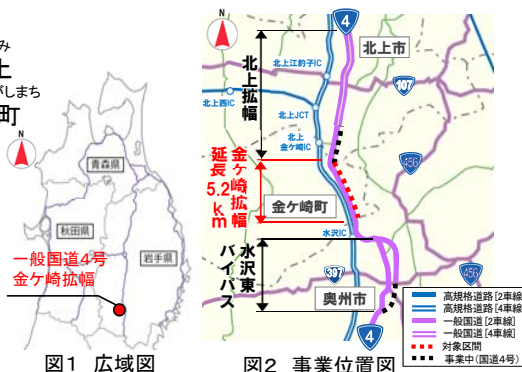 み
上
がしまち
町
N
青森県
秋田県
岩手県
一般国道4号
金ケ崎拡幅
図1 広域図
N
4
北上市
北上江釣子IC
107
北上拡幅
北上西IC
北上JCT
北上
金ケ崎IC
456
金ケ崎拡幅
延長5.2km
金ケ崎町
水沢IC
水沢東
バイパス
397
456
奥州市
4
高規格道路[2車線
高規格道路[4車線
一般国道[2車線]
一般国道[4車線]
対象区間
事業中(国道4号)
図2 事業位置図